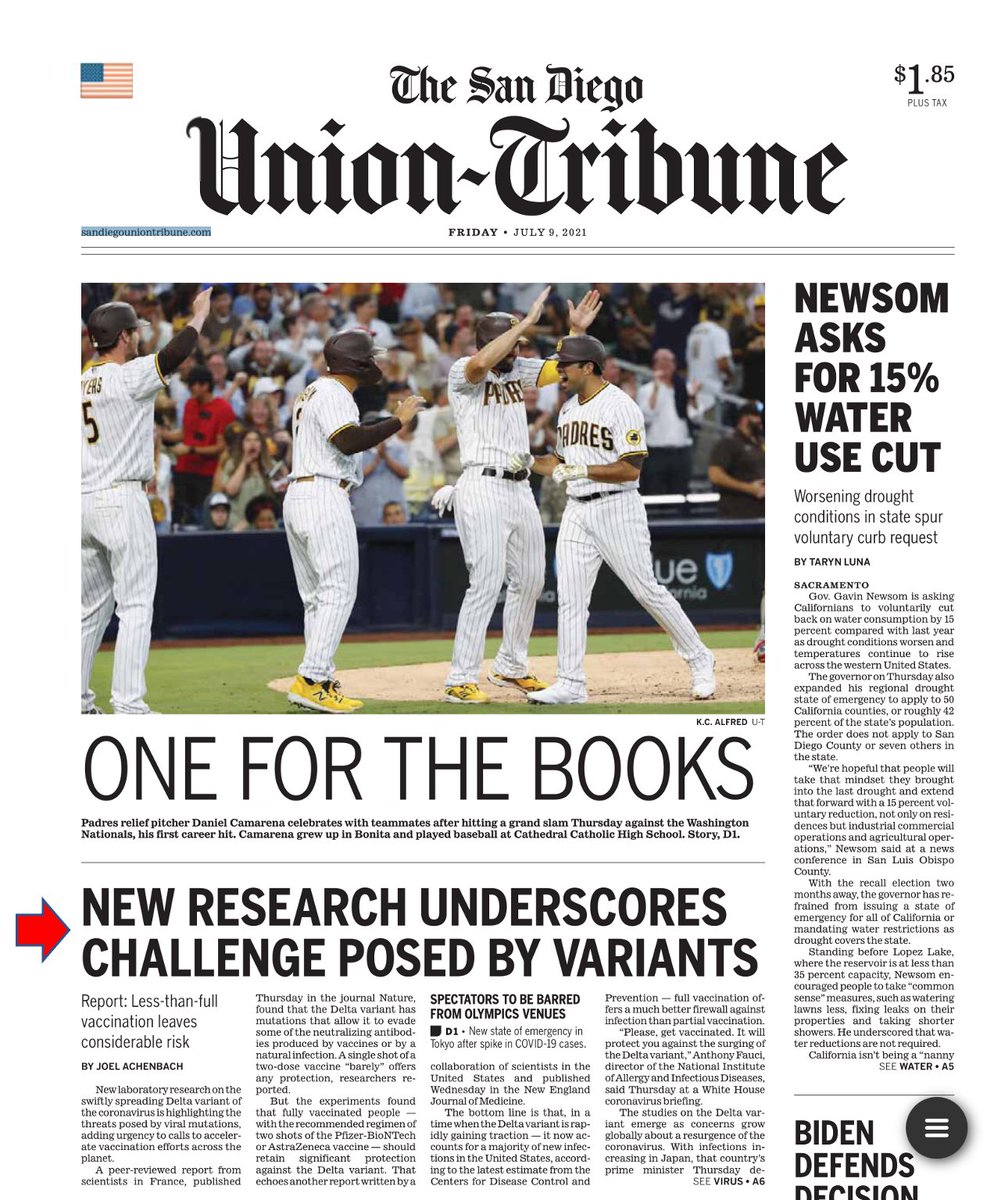 The San Diego
Union-Tribune
$1.85
PLUS TAX
sandiegouniontribune.com
FRIDAY • JULY 9, 2021
5
PADRES
K.C. ALFRED U-T
ONE FOR THE BOOKS
Padres relief pitcher Daniel Camarena celebrates with teammates after hitting a grand slam Thursday against the Washington
Nationals, his first career hit. Camarena grew up in Bonita and played baseball at Cathedral Catholic High School. Story, D1.
NEW RESEARCH UNDERSCORES
CHALLENGE POSED BY VARIANTS
Report: Less-than-full
vaccination leaves
considerable risk
BY JOEL ACHENBACH
New laboratory research on the
swiftly spreading Delta variant of
the coronavirus is highlighting the
threats posed by viral mutations,
adding urgency to calls to acceler-
ate vaccination efforts across the
planet.
A peer-reviewed report from
scientists in France, published
Thursday in the journal Nature,
found that the Delta variant has
mutations that allow it to evade
some of the neutralizing antibod-
ies produced by vaccines or by a
natural infection. A single shot of a
two-dose vaccine “barely” offers
any protection, researchers re-
ported.
But the experiments found
that fully vaccinated people —
with the recommended regimen of
two shots of the Pfizer-BioNTech
or AstraZeneca vaccine — should
retain significant protection
against the Delta variant. That
echoes another report written by a
SPECTATORS TO BE BARRED
FROM OLYMPICS VENUES
D1 • New state of emergency in
Tokyo after spike in COVID-19 cases.
collaboration of scientists in the
United States and published
Wednesday in the New England
Journal of Medicine.
The bottom line is that, in a
time when the Delta variant is rap-
idly gaining traction — it now ac-
counts for a majority of new infec-
tions in the United States, accord-
ing to the latest estimate from the
Centers for Disease Control and
Prevention — full vaccination of-
fers a much better firewall against
infection than partial vaccination.
“Please, get vaccinated. It will
protect you against the surging of
the Delta variant,” Anthony Fauci,
director of the National Institute
of Allergy and Infectious Diseases,
said Thursday at a White House
coronavirus briefing.
The studies on the Delta var-
iant emerge as concerns grow
globally about a resurgence of the
coronavirus. With infections in-
creasing in Japan, that country’s
prime minister Thursday de-
SEE VIRUS • A6
NEWSOM
ASKS
FOR 15%
WATER
USE CUT
Worsening drought
conditions in state spur
voluntary curb request
BY TARYN LUNA
SACRAMENTO
Gov. Gavin Newsom is asking
Californians to voluntarily cut
back on water consumption by 15
percent compared with last year
as drought conditions worsen and
temperatures continue to rise
across the western United States.
The governor on Thursday also
expanded his regional drought
state of emergency to apply to 50
California counties, or roughly 42
percent of the state’s population.
The order does not apply to San
Diego County or seven others in
the state.
“We’re hopeful that people will
take that mindset they brought
into the last drought and extend
that forward with a 15 percent vol-
untary reduction, not only on resi-
dences but industrial commercial
operations and agricultural oper-
ations,” Newsom said at a news
conference in San Luis Obispo
County.
With the recall election two
months away, the governor has re-
frained from issuing a state of
emergency for all of California or
mandating water restrictions as
drought covers the state.
Standing before Lopez Lake,
where the reservoir is at less than
35 percent capacity, Newsom en-
couraged people to take “common
sense” measures, such as watering
lawns less, fixing leaks on their
properties and taking shorter
showers. He underscored that wa-
ter reductions are not required.
California isn’t being a “nanny
SEE WATER • A5
BIDEN
DEFENDS
DECISION